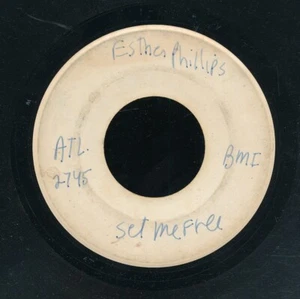 Esther Phillips
ATL.
2745
BMI
Set me Free